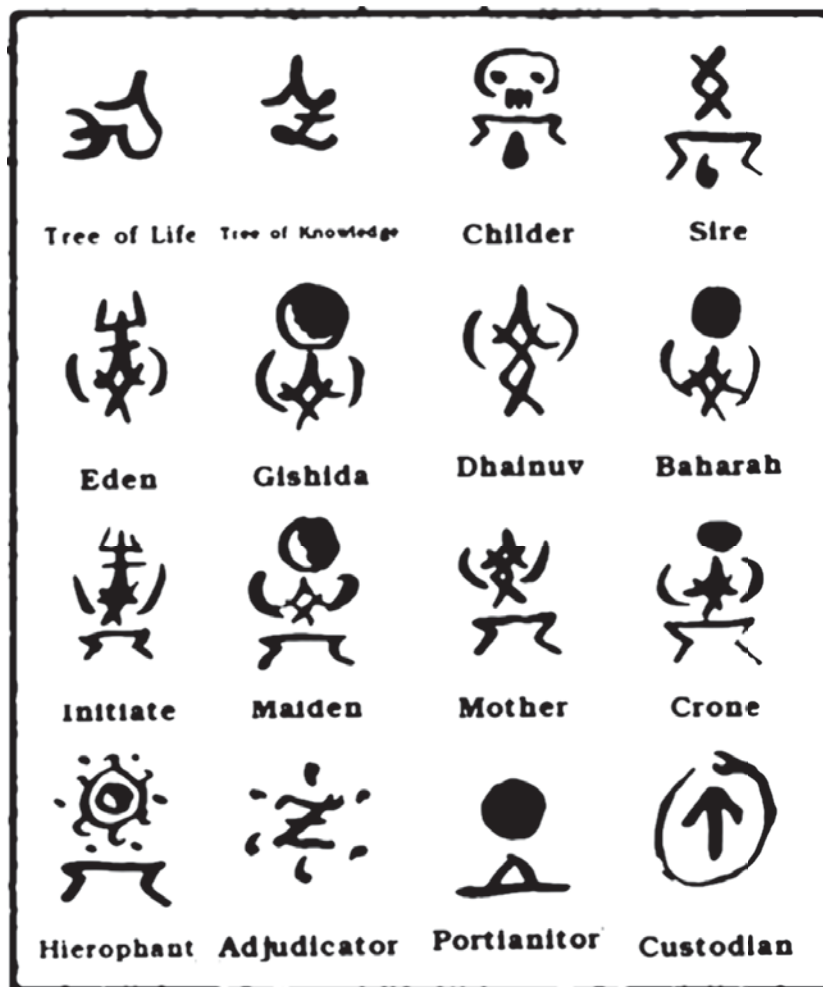 Tree of Life Tree of Knowledge Childer Sire
Eden Gishida Dhainuv Baharah
Initiate Maiden Mother Crone
Hierophant Adjudicator Portianitor Custodian